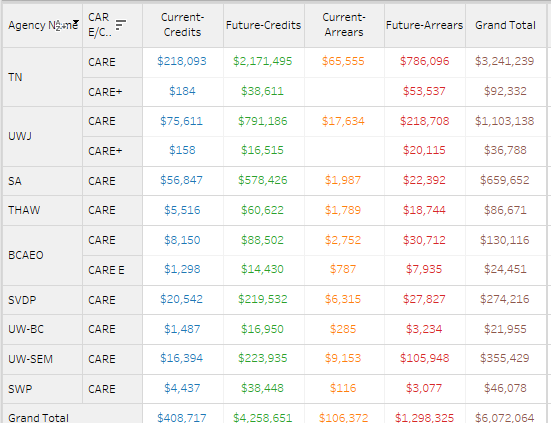 Agency Name CAR E/C.. Current-Credits Future-Credits Current-Arrears Future-Arrears Grand Total
TN CARE $218,093 $2,171,495 $65,555 $786,096 $3,241,239
CARE+ $184 $38,611 $53,537 $92,332
UWJ CARE $75,611 $791,186 $17,634 $218,708 $1,103,138
CARE+ $158 $16,515 $20,115 $36,788
SA CARE $56,847 $578,426 $1,987 $22,392 $659,652
THAW CARE $5,516 $60,622 $1,789 $18,744 $86,671
BCAEO CARE $8,150 $88,502 $2,752 $30,712 $130,116
CARE E $1,298 $14,430 $787 $7,935 $24,451
SVDP CARE $20,542 $219,532 $6,315 $27,827 $274,216
UW-BC CARE $1,487 $16,950 $285 $3,234 $21,955
UW-SEM CARE $16,394 $223,935 $9,153 $105,948 $355,429
SWP CARE $4,437 $38,448 $116 $3,077 $46,078
Grand Total $408,717 $4,258,651 $106,372 $1,298,325 $6,072,064